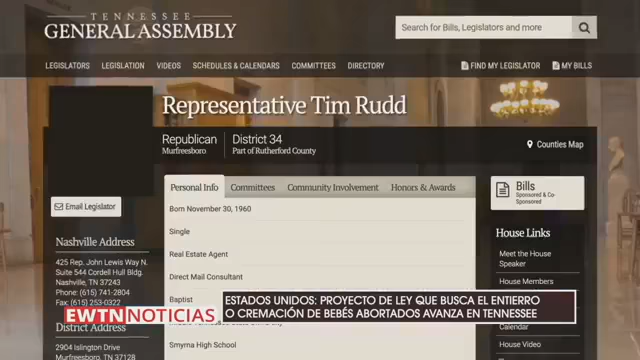 TENNESSEE
GENERAL ASSEMBLY
Search for Bills, Legislators and more
LEGISLATORS LEGISLATION VIDEOS SCHEDULES & CALENDARS COMMITTEES DIRECTORY FIND MY LEGISLATOR MY BILLS
Representative Tim Rudd
Republican
Murfreesboro
District 34
Part of Rutherford County
Counties Map
Email Legislator
Nashville Address
425 Rep. John Lewis Way N.
Suite 544 Cordell Hull Bldg.
Nashville, TN 37243
Phone: (615) 741-2804
Fax: (615) 253-0322
District Address
2904 Islington Drive
Murfreesboro, TN 37128
Personal Info Committees Community Involvement Honors & Awards
Born November 30, 1960
Single
Real Estate Agent
Direct Mail Consultant
Baptist
Smyrna High School
Bills
Sponsored & Co-
Sponsored
House Links
Meet the House
Speaker
House Members
Calendar
House Video
EWTN NOTICIAS
ESTADOS UNIDOS: PROYECTO DE LEY QUE BUSCA EL ENTIERRO
O CREMACIÓN DE BEBÉS ABORTADOS AVANZA EN TENNESSEE